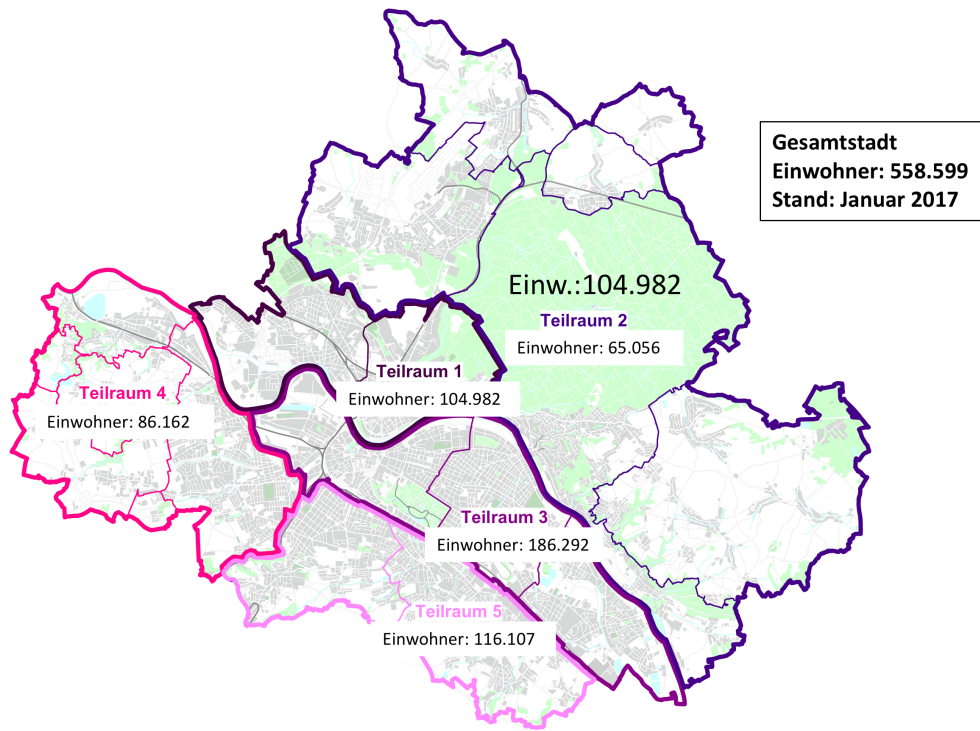 Gesamtstadt
Einwohner: 558.599
Stand: Januar 2017
Einw.:104.982
Teilraum 2
Einwohner: 65.056
Teilraum 1
Einwohner: 104.982
Teilraum 4
Einwohner: 86.162
Teilraum 3
Einwohner: 186.292
Teilraum 5
Einwohner: 116.107